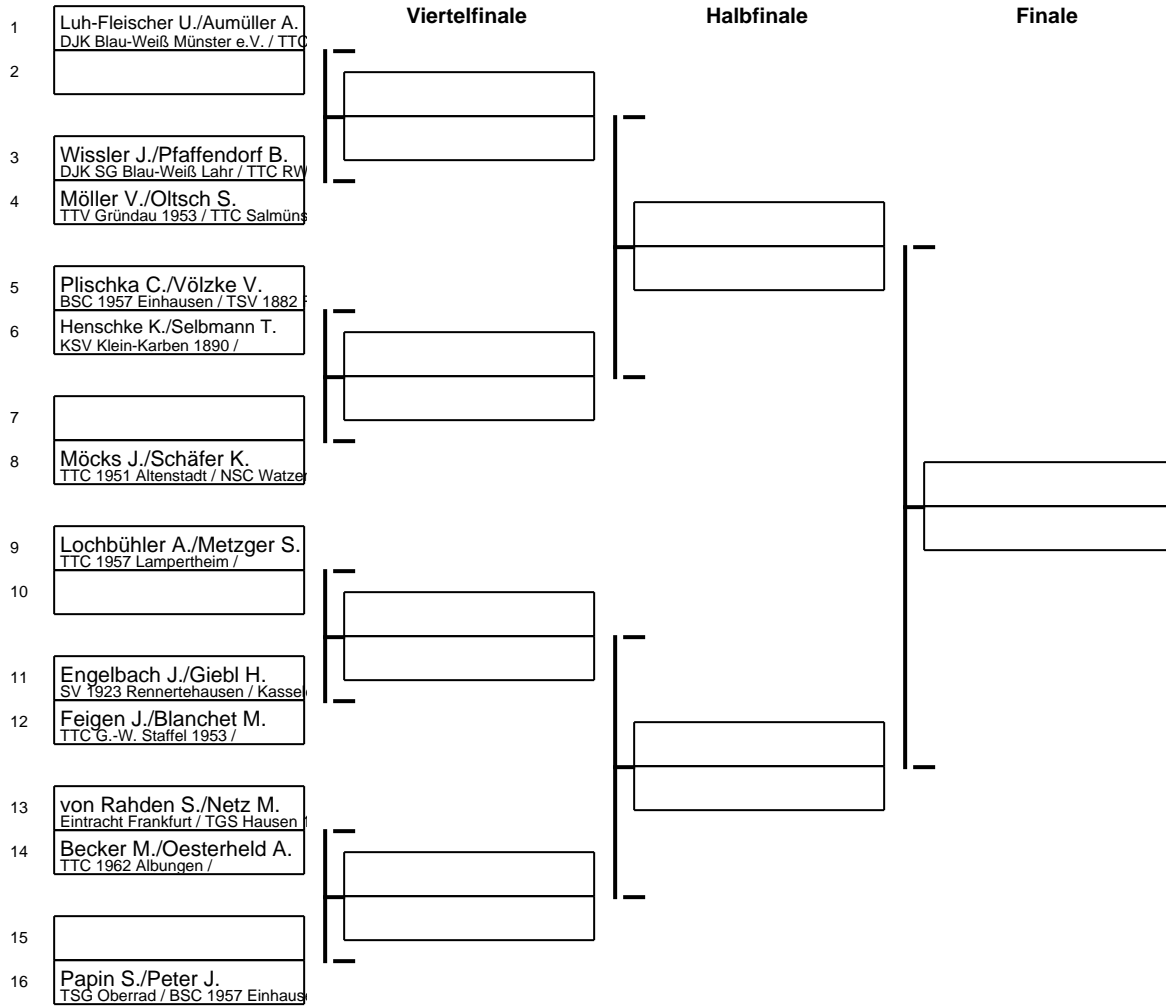 Viertelfinale Halbfinale Finale
1 Luh-Fleischer U./Aumüller A.
DJK Blau-Weiß Münster e.V. / TTC
2
3 Wissler J./Pfaffendorf B.
DJK SG Blau-Weiß Lahr / TTC RW
4 Möller V./Oltsch S.
TTV Gründau 1953 / TTC Salmüns
5 Plischka C./Völzke V.
BSC 1957 Einhausen / TSV 1882
6 Henschke K./Selbmann T.
KSV Klein-Karben 1890 /
7
8 Möcks J./Schäfer K.
TTC 1951 Altenstadt / NSC Watzen
9 Lochbühler A./Metzger S.
TTC 1957 Lampertheim /
10
11 Engelbach J./Giebl H.
SV 1923 Rennertehausen / Kassel
12 Feigen J./Blanchet M.
TTC G.-W. Staffel 1953 /
13 von Rahden S./Netz M.
Eintracht Frankfurt / TGS Hausen 1
14 Becker M./Oesterheld A.
TTC 1962 Albungen /
15
16 Papin S./Peter J.
TSG Oberrad / BSC 1957 Einhaus